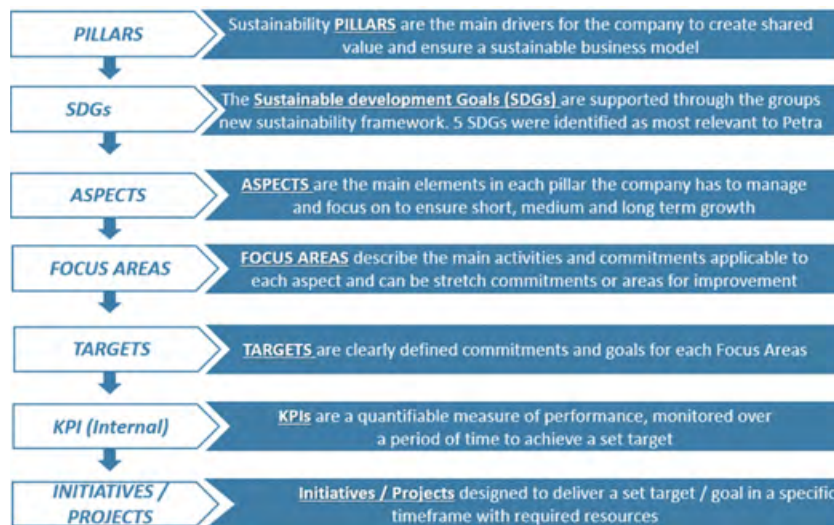 PILLARS
Sustainability PILLARS are the main drivers for the company to create shared
value and ensure a sustainable business model
SDGs
The Sustainable development Goals (SDGs) are supported through the groups
new sustainability framework. 5 SDGs were identified as most relevant to Petra
ASPECTS
ASPECTS are the main elements in each pillar the company has to manage
and focus on to ensure short, medium and long term growth
FOCUS AREAS
FOCUS AREAS describe the main activities and commitments applicable to
each aspect and can be stretch commitments or areas for improvement
TARGETS
TARGETS are clearly defined commitments and goals for each Focus Areas
KPI (Internal)
KPIs are a quantifiable measure of performance, monitored over
a period of time to achieve a set target
INITIATIVES /
PROJECTS
Initiatives / Projects designed to deliver a set target / goal in a specific
timeframe with required resources